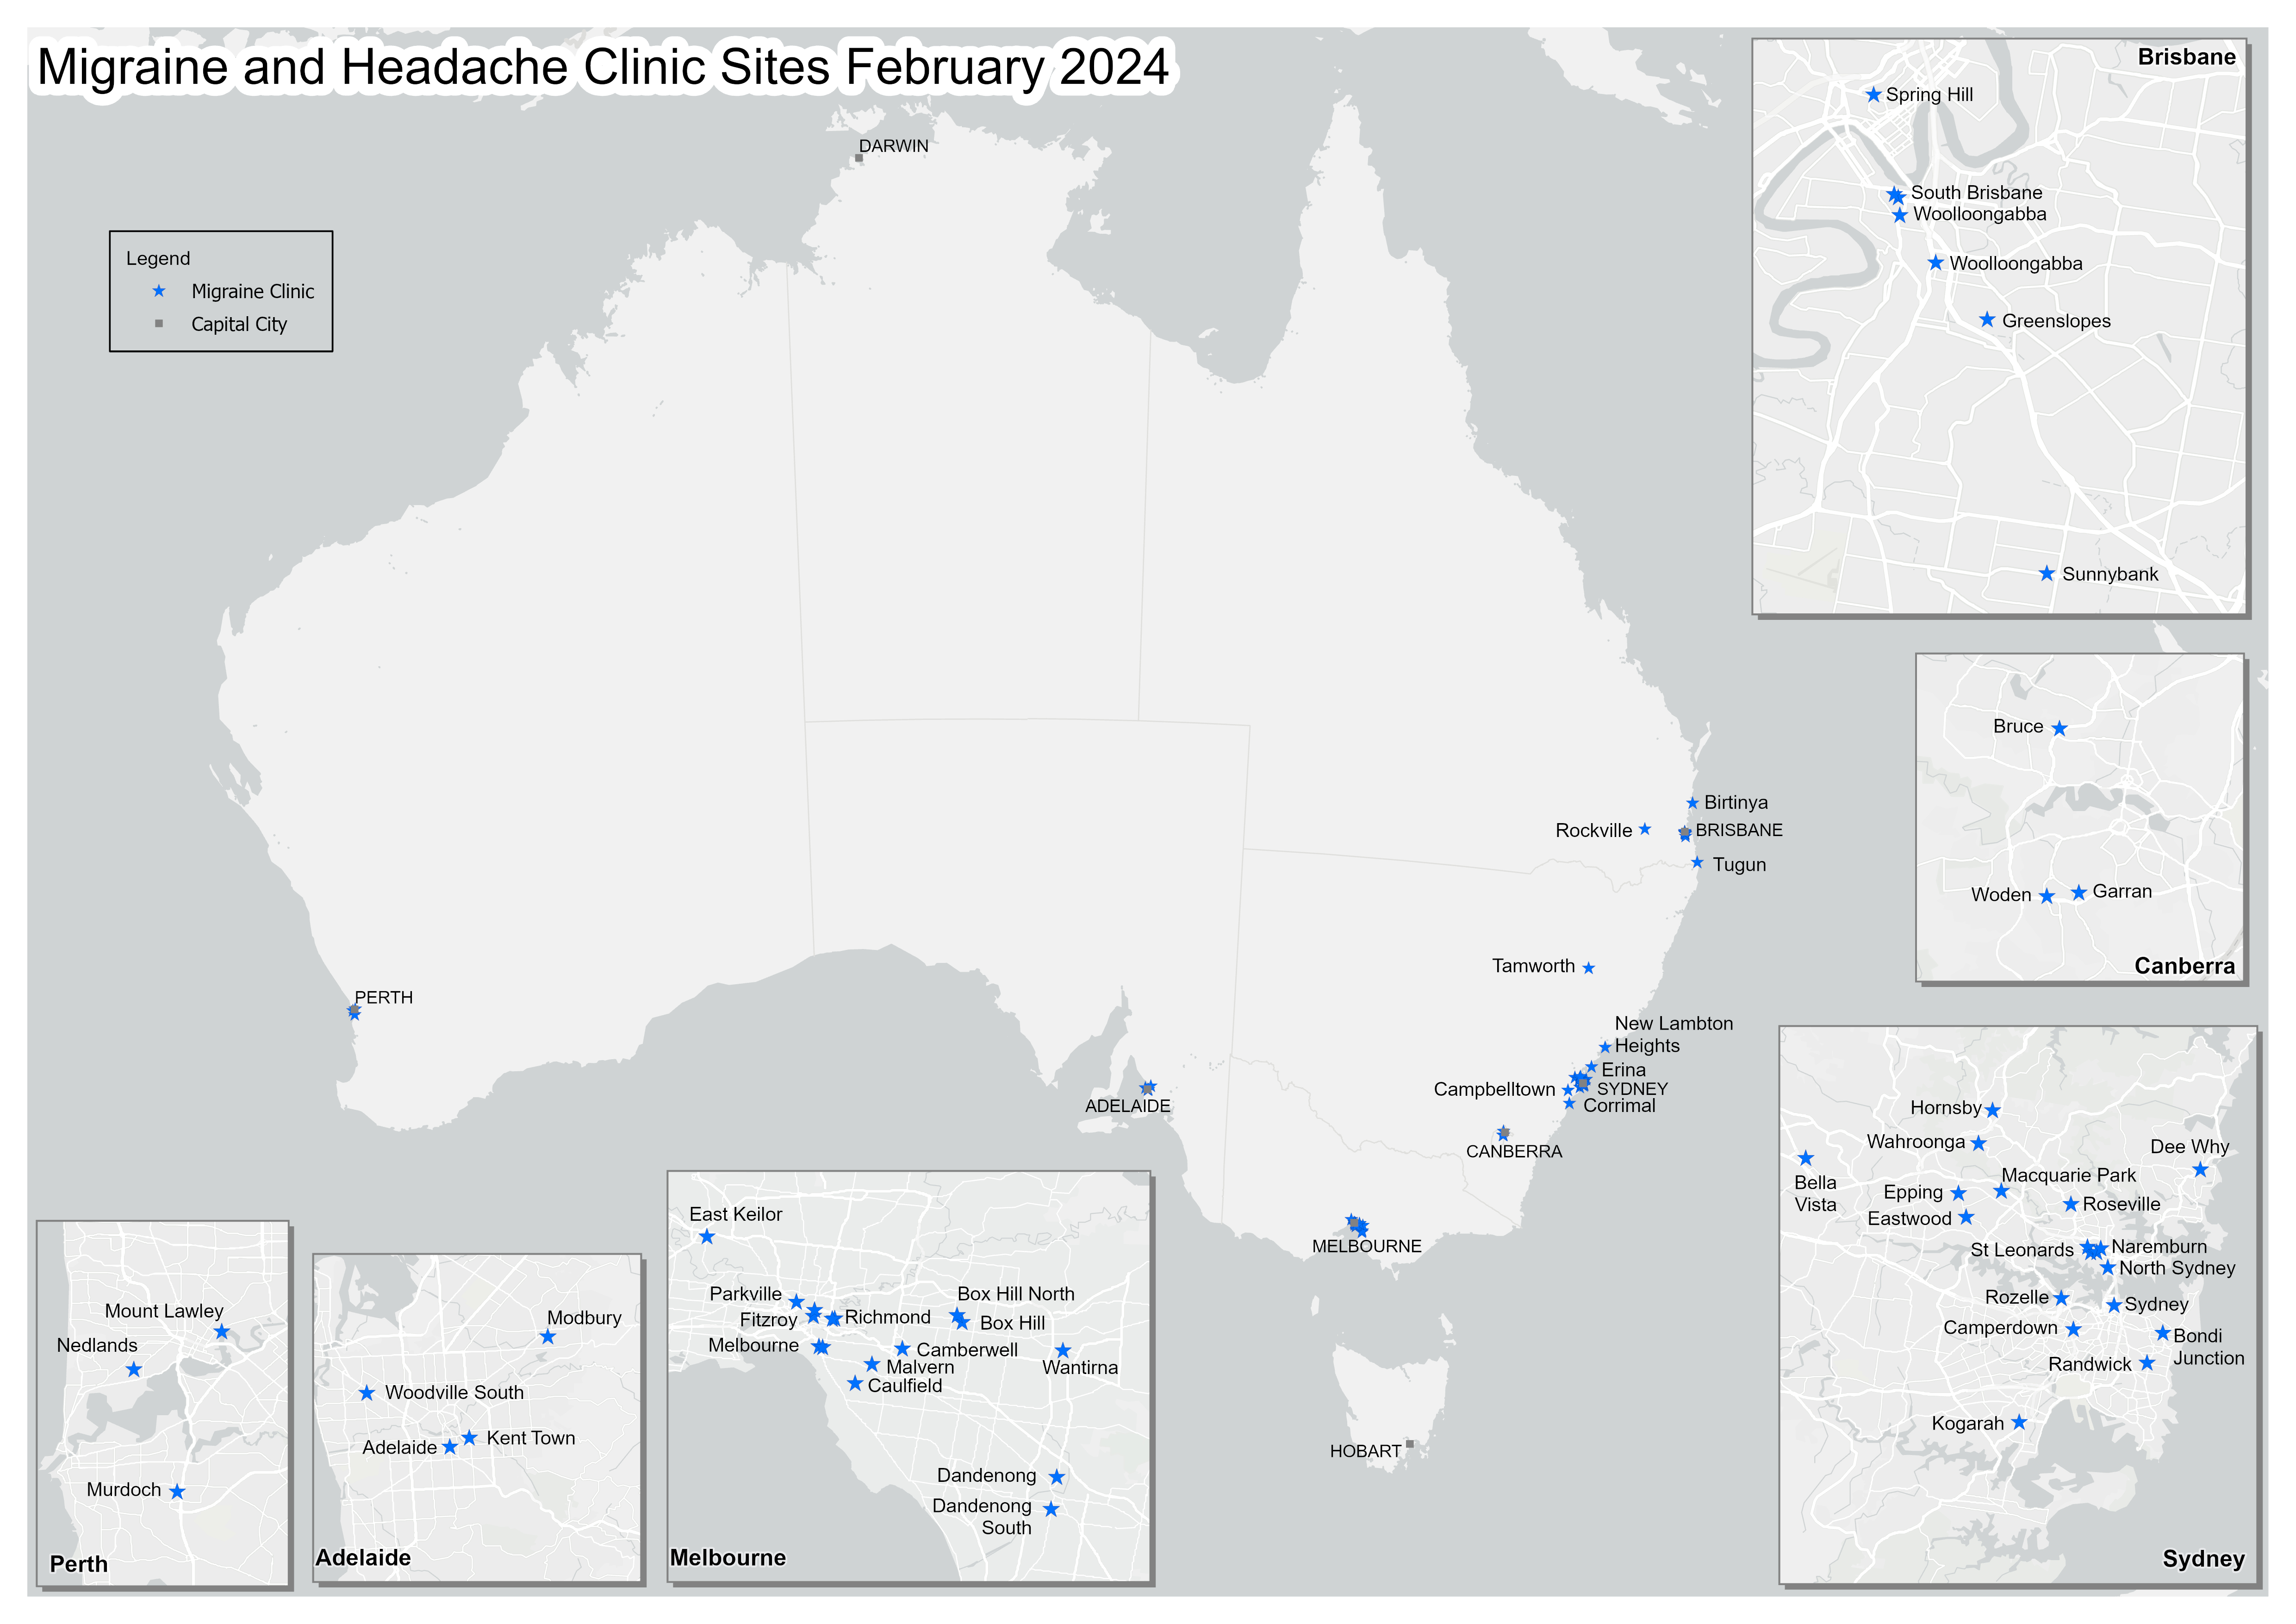 Migraine and Headache Clinic Sites February 2024
Legend
Migraine Clinic
Capital City
DARWIN
PERTH
ADELAIDE
Birtinya
Rockville
BRISBANE
Tugun
Tamworth
New Lambton
Heights
Erina
Campbelltown
SYDNEY
Corrimal
CANBERRA
MELBOURNE
HOBART
Brisbane
Spring Hill
South Brisbane
Woolloongabba
Woolloongabba
Greenslopes
Sunnybank
Bruce
Woden
Garran
Canberra
Hornsby
Wahroonga
Dee Why
Bella
Vista
Macquarie Park
Epping
Roseville
Eastwood
St Leonards
Naremburn
North Sydney
Rozelle
Sydney
Camperdown
Bondi
Junction
Randwick
Kogarah
Sydney
Mount Lawley
Nedlands
Murdoch
Perth
Modbury
Woodville South
Kent Town
Adelaide
Adelaide
East Keilor
Parkville
Box Hill North
Fitzroy
Richmond
Box Hill
Melbourne
Camberwell
Malvern
Wantirna
Caulfield
Dandenong
Dandenong
South
Melbourne